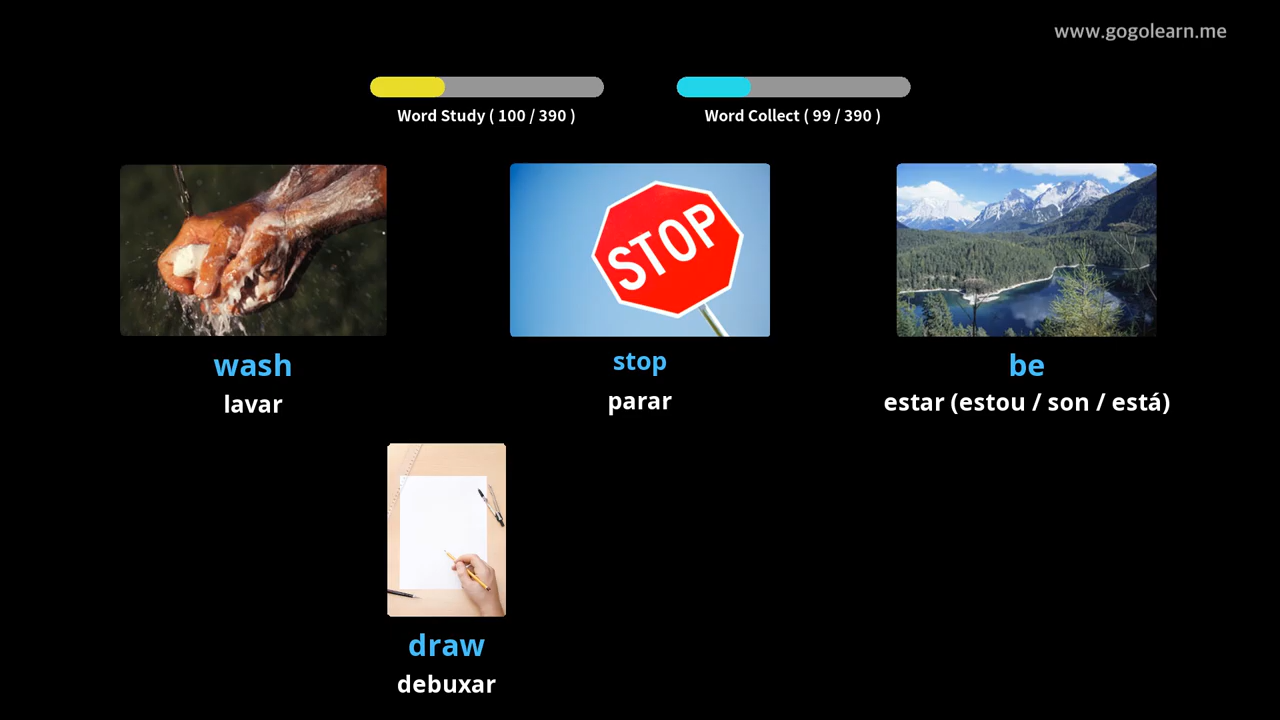 www.gogolearn.me
Word Study ( 100 / 390 )
Word Collect ( 99 / 390 )
STOP
wash
lavar
stop
parar
be
estar (estou / son / está)
draw
debuxar